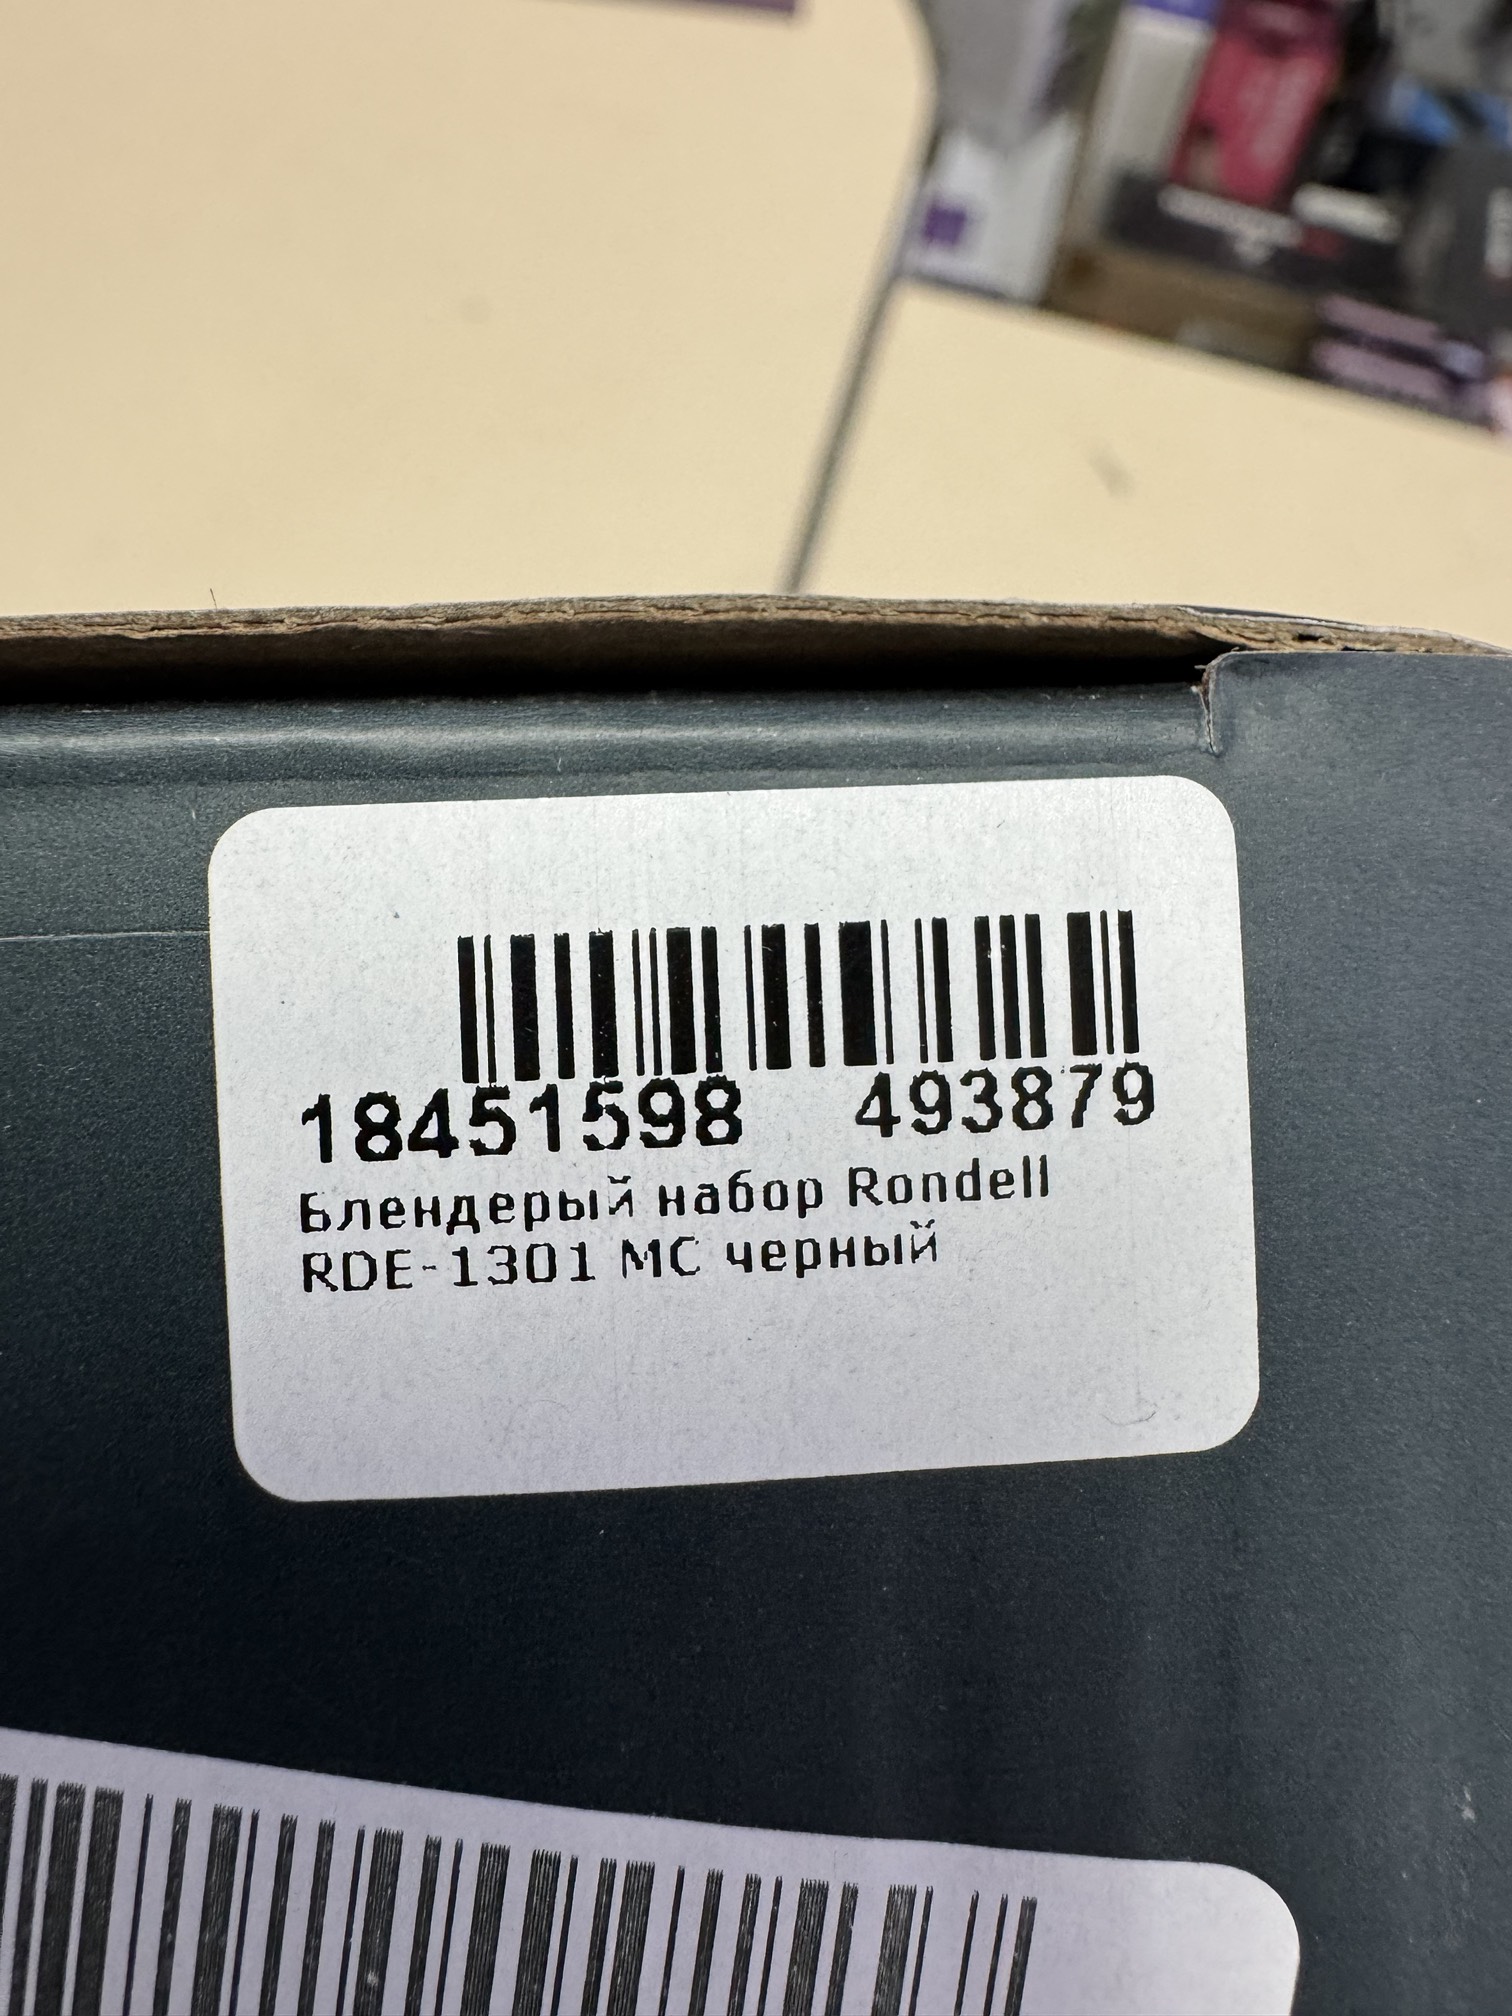 18451598 493879
Блендерый набор Rondell
RDE-1301 MC черный